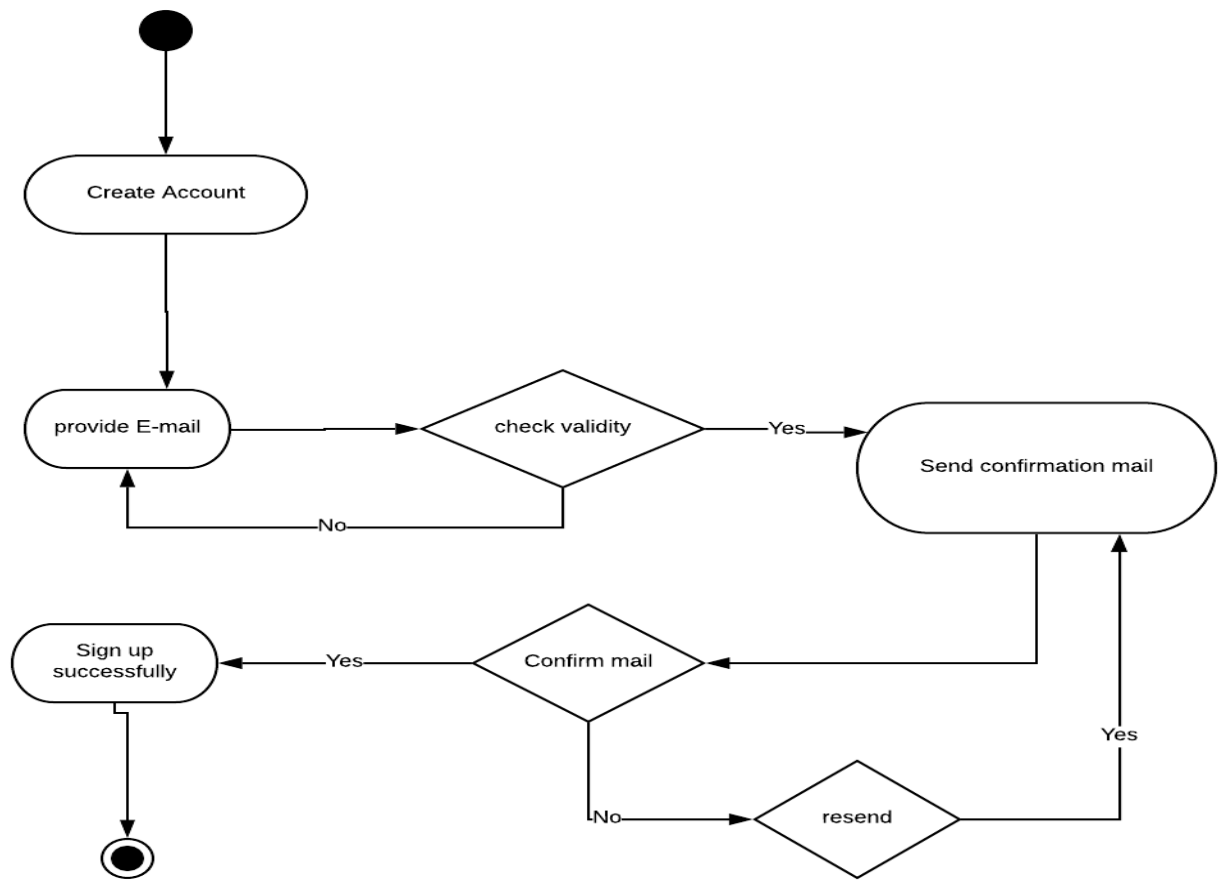 Create Account
provide E-mail
check validity
Yes
Send confirmation mail
No
Sign up
successfully
Yes
Confirm mail
Yes
No
resend